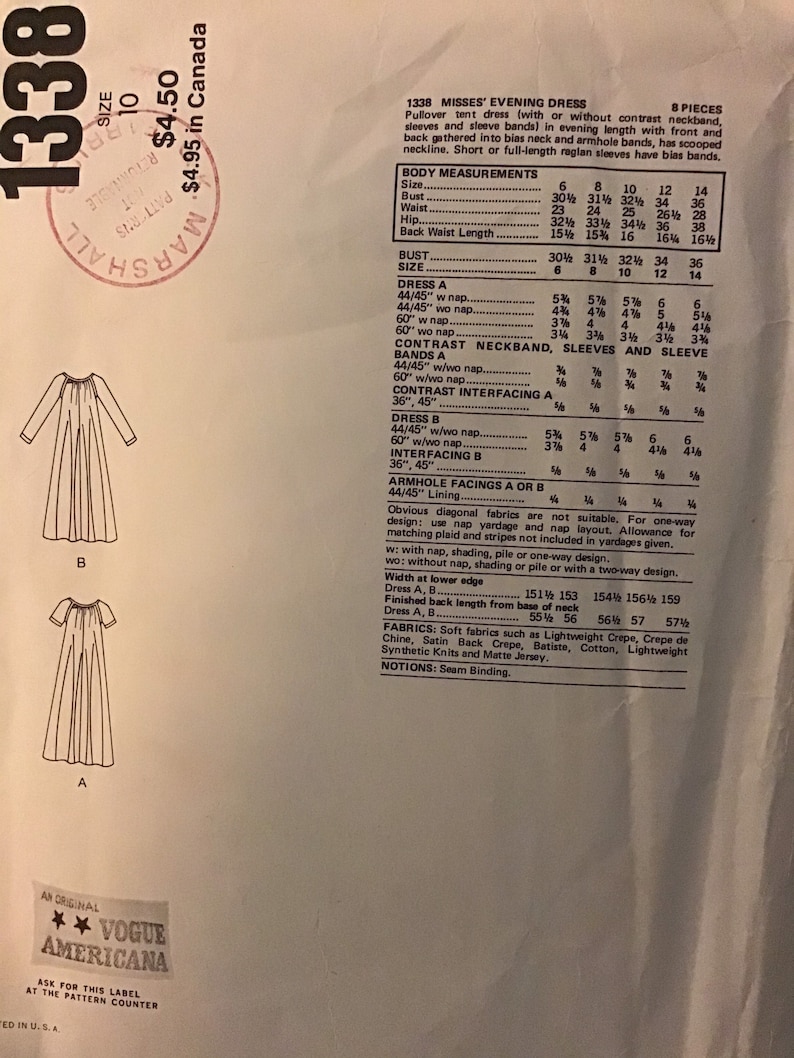 1338
SIZE
10
$4.50
$4.95 in Canada
MARSHALL
PATT'R'NS
NOT
RETURNABLE
1338 MISSES' EVENING DRESS 8 PIECES
Pullover tent dress (with or without contrast neckband,
sleeves and sleeve bands) in evening length with front and
back gathered into bias neck and armhole bands, has scooped
neckline. Short or full-length raglan sleeves have bias bands.
BODY MEASUREMENTS
Size 6 8 10 12 14
Bust 30½ 31½ 32½ 34 36
Waist 23 24 25 26½ 28
Hip 32½ 33½ 34½ 36 38
Back Waist Length 15½ 15¾ 16 16¼ 16½
BUST 30½ 31½ 32½ 34 36
SIZE 6 8 10 12 14
DRESS A
44/45" w nap 5¾ 5⅞ 5⅞ 6 6
44/45" wo nap 4¾ 4⅞ 4⅞ 5 5⅛
60" w nap 3⅞ 4 4 4⅛ 4⅛
60" wo nap 3¼ 3⅜ 3½ 3½ 3¾
CONTRAST NECKBAND, SLEEVES AND SLEEVE
BANDS A
44/45" w/wo nap ¾ ⅞ ⅞ ⅞ ⅞
60" w/wo nap ⅝ ⅝ ¾ ¾ ¾
CONTRAST INTERFACING A
36", 45" ⅝ ⅝ ⅝ ⅝ ⅝
DRESS B
44/45" w/wo nap 5¾ 5⅞ 5⅞ 6 6
60" w/wo nap 3⅞ 4 4 4⅛ 4⅛
INTERFACING B
36", 45" ⅝ ⅝ ⅝ ⅝ ⅝
ARMHOLE FACINGS A OR B
44/45" Lining ¼ ¼ ¼ ¼ ¼
Obvious diagonal fabrics are not suitable. For one-way
design: use nap yardage and nap layout. Allowance for
matching plaid and stripes not included in yardages given.
w: with nap, shading, pile or one-way design.
wo: without nap, shading or pile or with a two-way design.
Width at lower edge
Dress A, B 151½ 153 154½ 156½ 159
Finished back length from base of neck
Dress A, B 55½ 56 56½ 57 57½
FABRICS: Soft fabrics such as Lightweight Crepe, Crepe de
Chine, Satin Back Crepe, Batiste, Cotton, Lightweight
Synthetic Knits and Matte Jersey.
NOTIONS: Seam Binding.
B
A
AN ORIGINAL
VOGUE
AMERICANA
ASK FOR THIS LABEL
AT THE PATTERN COUNTER
TED IN U. S. A.